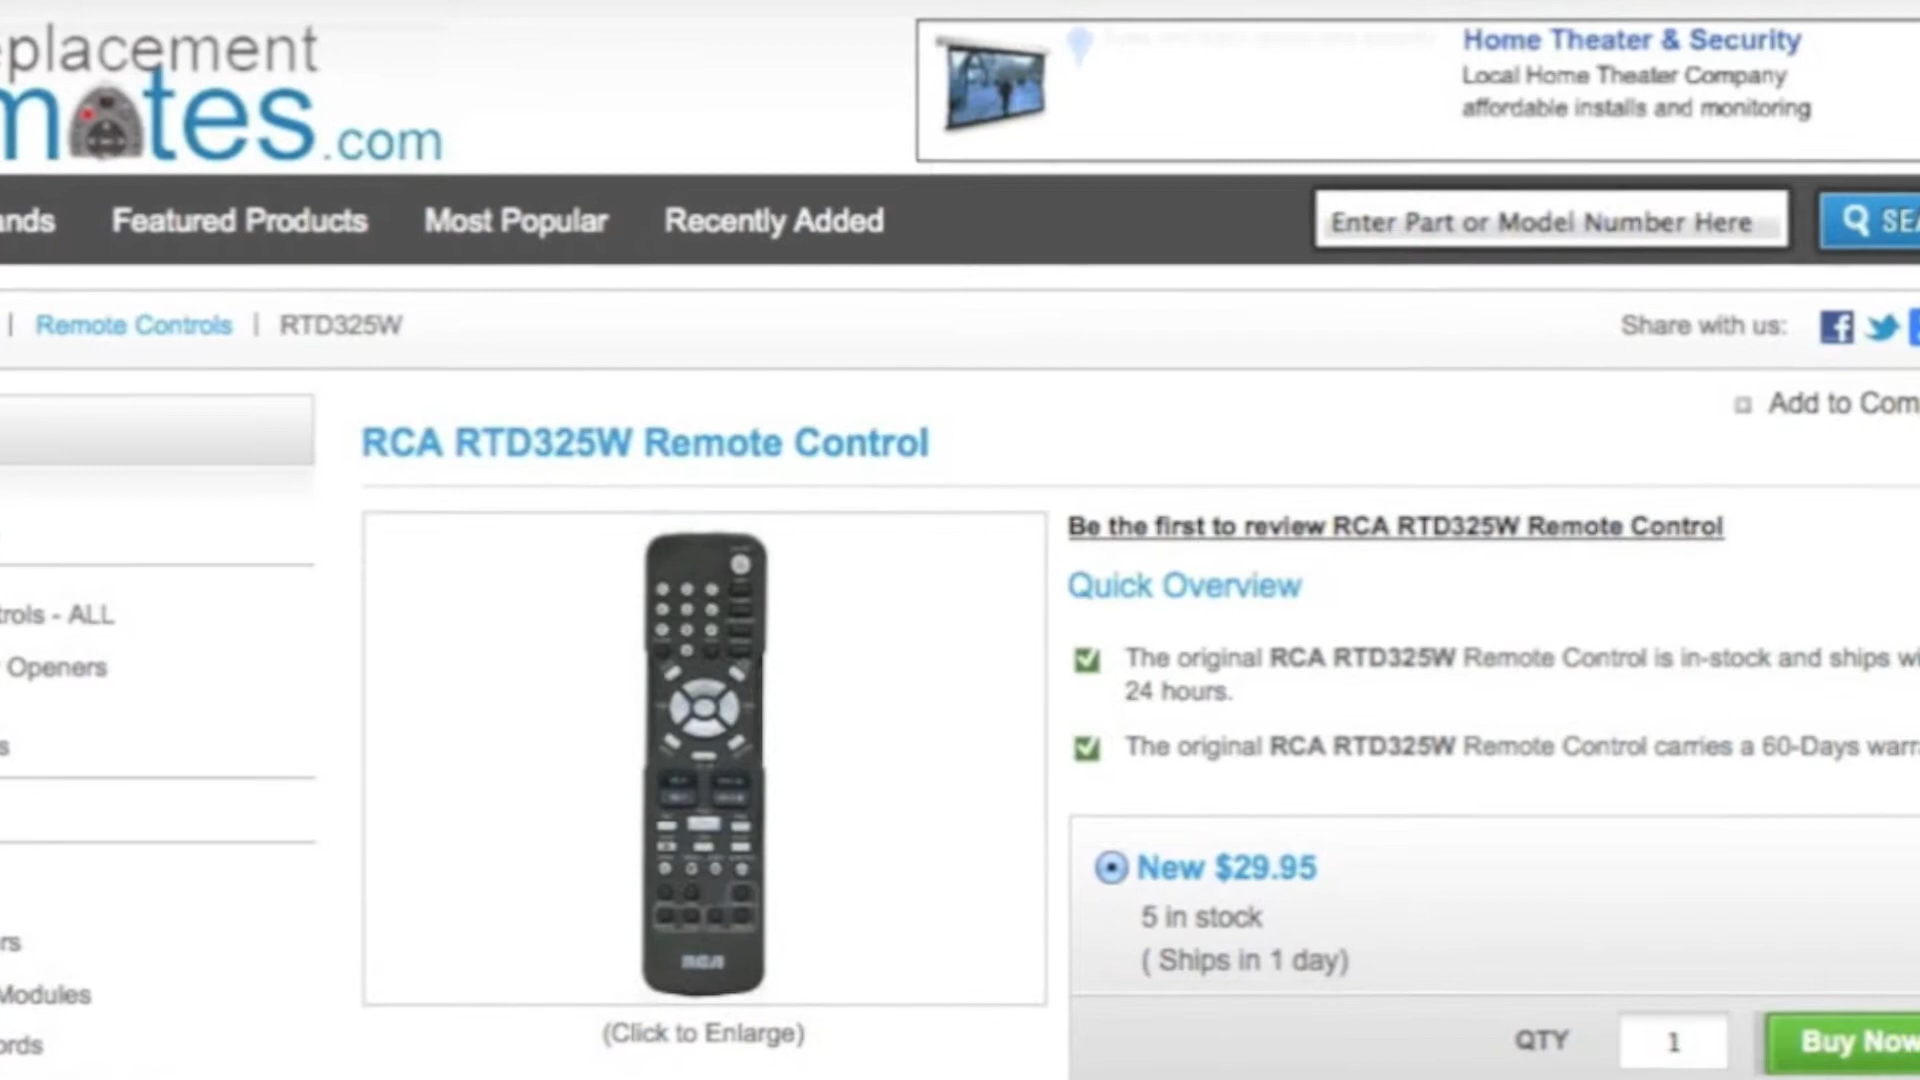 eplacement
m tes.com
Home Theater & Security
Local Home Theater Company
affordable installs and monitoring
ands Featured Products Most Popular Recently Added Enter Part or Model Number Here SEA
| Remote Controls | RTD325W Share with us:
Add to Com
RCA RTD325W Remote Control
Be the first to review RCA RTD325W Remote Control
Quick Overview
trols - ALL
The original RCA RTD325W Remote Control is in-stock and ships wi
Openers
24 hours.
s
The original RCA RTD325W Remote Control carries a 60-Days warra
New $29.95
5 in stock
rs
( Ships in 1 day)
RCA
Modules
(Click to Enlarge)
ords
QTY 1 Buy Now